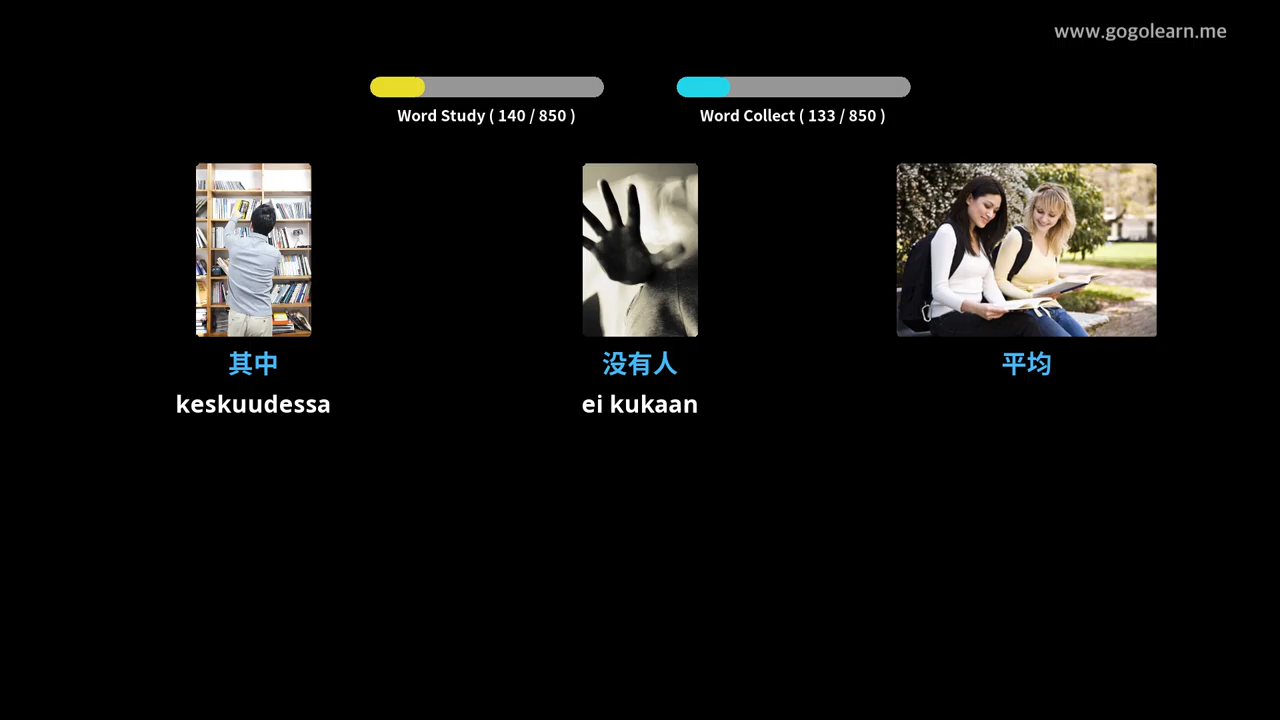 www.gogolearn.me
Word Study ( 140 / 850 )
Word Collect ( 133 / 850 )
其中
没有人
平均
keskuudessa
ei kukaan